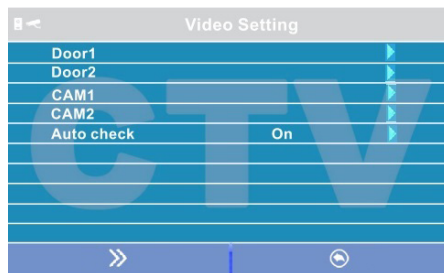 Video Setting
Door1
Door2
CAM1
CAM2
Auto check On
CTV